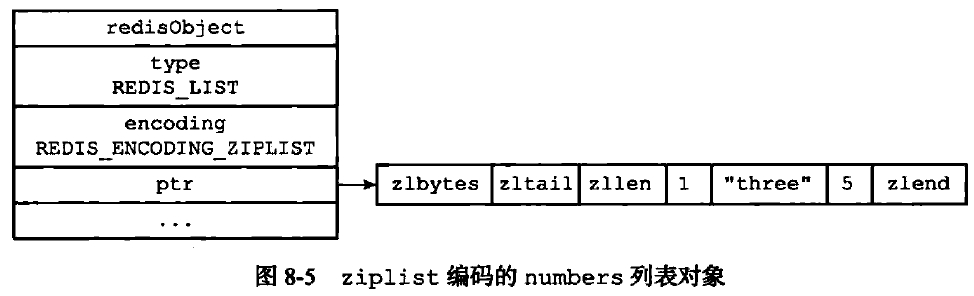 redisObject
type
REDIS_LIST
encoding
REDIS_ENCODING_ZIPLIST
ptr
zlbytes zltail zllen 1 "three" 5 zlend
...
图 8-5 ziplist 编码的 numbers 列表对象